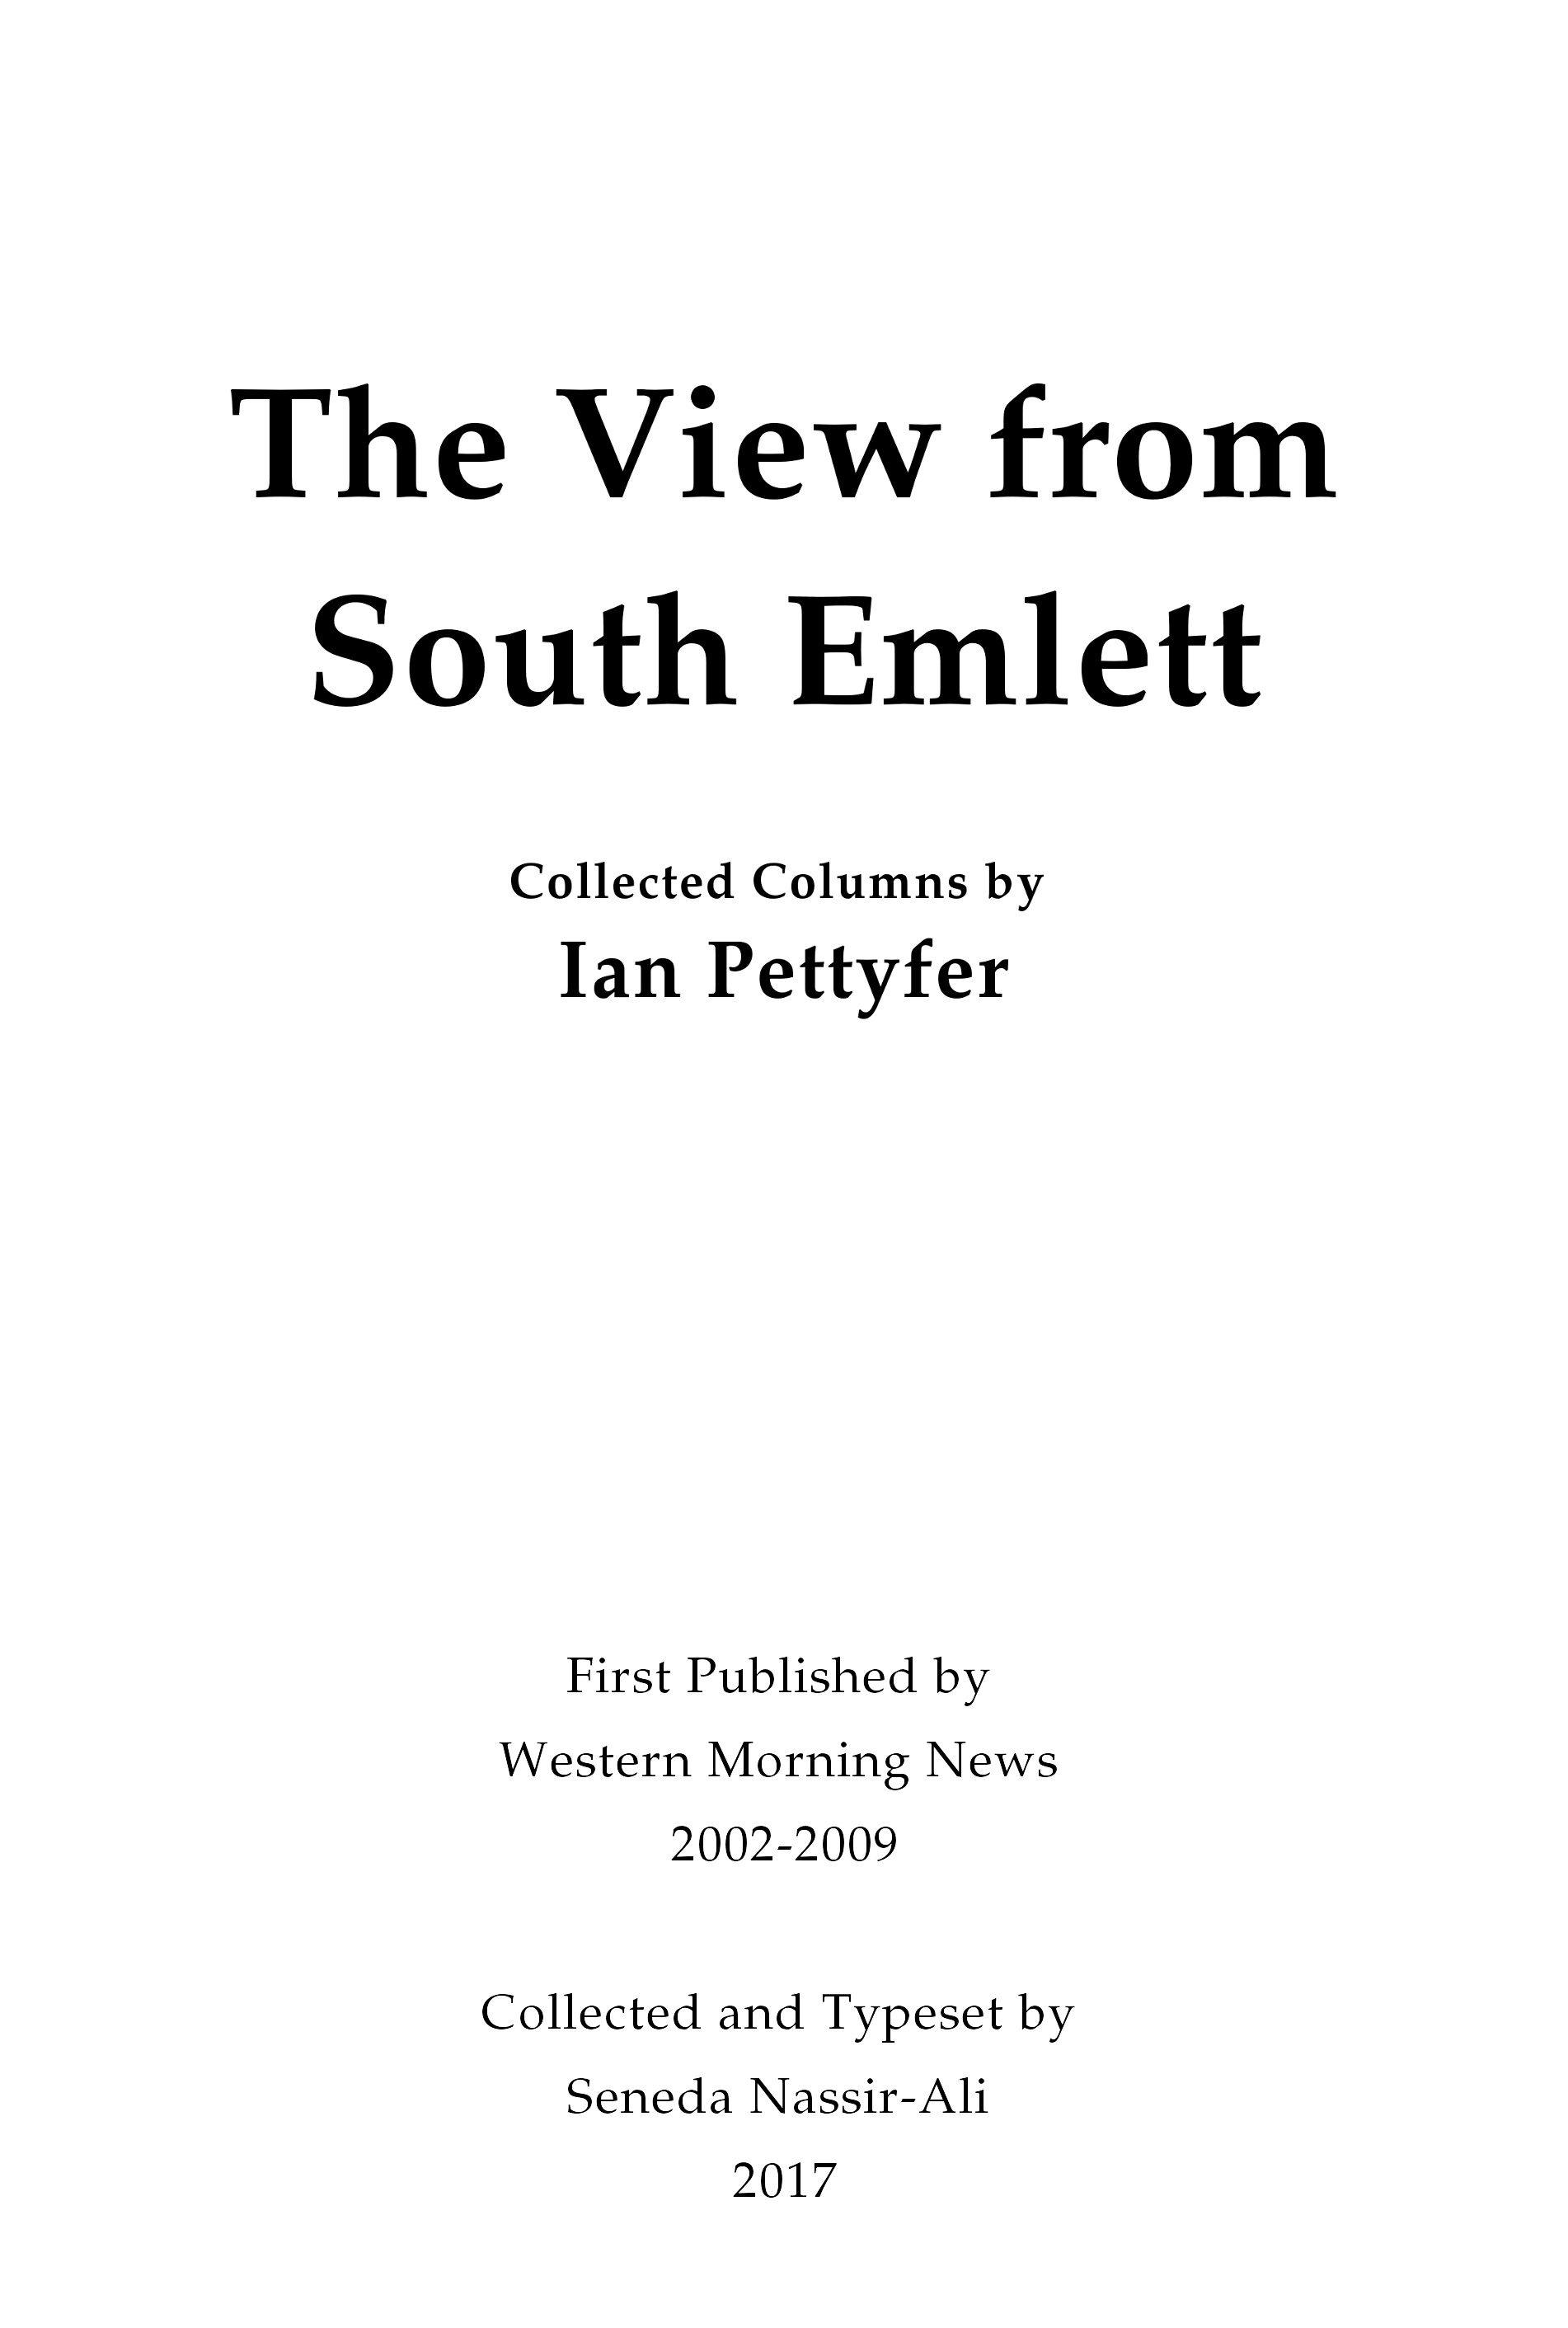 The View from
South Emlett
Collected Columns by
Ian Pettyfer
First Published by
Western Morning News
2002-2009
Collected and Typeset by
Seneda Nassir-Ali
2017